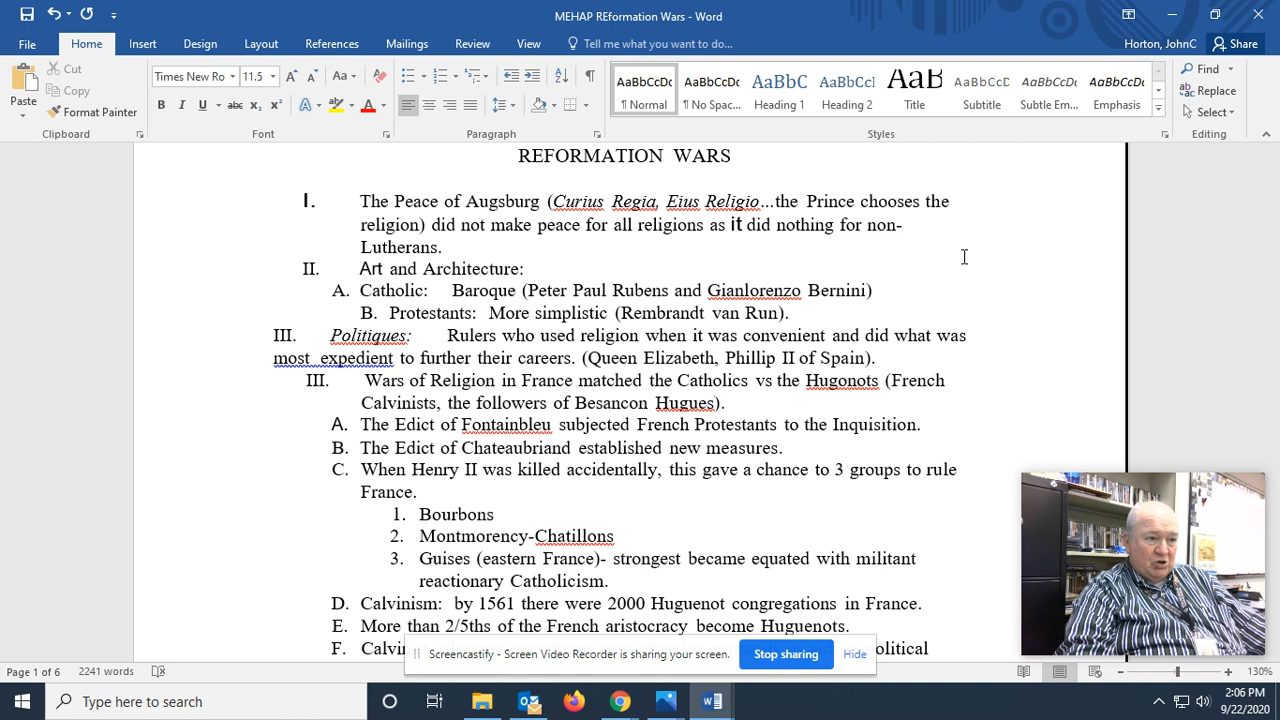 MEHAP REformation Wars - Word
File Home Insert Design Layout References Mailings Review View Tell me what you want to do... Horton, JohnC Share
Paste Cut Copy Format Painter
Times New Ro 11.5
B I U abc x₂ x² A A
AaBbCcDc AaBbCcDc AaBbC AaBbCcl AaB AaBbCcD AaBbCcDc AaBbCcDc
¶ Normal ¶ No Spac... Heading 1 Heading 2 Title Subtitle Subtle Em... Emphasis
Find Replace Select
Clipboard Font Paragraph Styles Editing
REFORMATION WARS
I. The Peace of Augsburg (Curius Regia, Eius Religio...the Prince chooses the
religion) did not make peace for all religions as it did nothing for non-
Lutherans.
II. Art and Architecture:
A. Catholic: Baroque (Peter Paul Rubens and Gianlorenzo Bernini)
B. Protestants: More simplistic (Rembrandt van Run).
III. Politiques: Rulers who used religion when it was convenient and did what was
most expedient to further their careers. (Queen Elizabeth, Phillip II of Spain).
III. Wars of Religion in France matched the Catholics vs the Hugonots (French
Calvinists, the followers of Besancon Hugues).
A. The Edict of Fontainbleu subjected French Protestants to the Inquisition.
B. The Edict of Chateaubriand established new measures.
C. When Henry II was killed accidentally, this gave a chance to 3 groups to rule
France.
1. Bourbons
2. Montmorency-Chatillons
3. Guises (eastern France)- strongest became equated with militant
reactionary Catholicism.
D. Calvinism: by 1561 there were 2000 Huguenot congregations in France.
E. More than 2/5ths of the French aristocracy become Huguenots.
F.
Screencastify - Screen Video Recorder is sharing your screen. Stop sharing Hide
Page 1 of 6 2241 words 130%
Type here to search
2:06 PM
9/22/2020